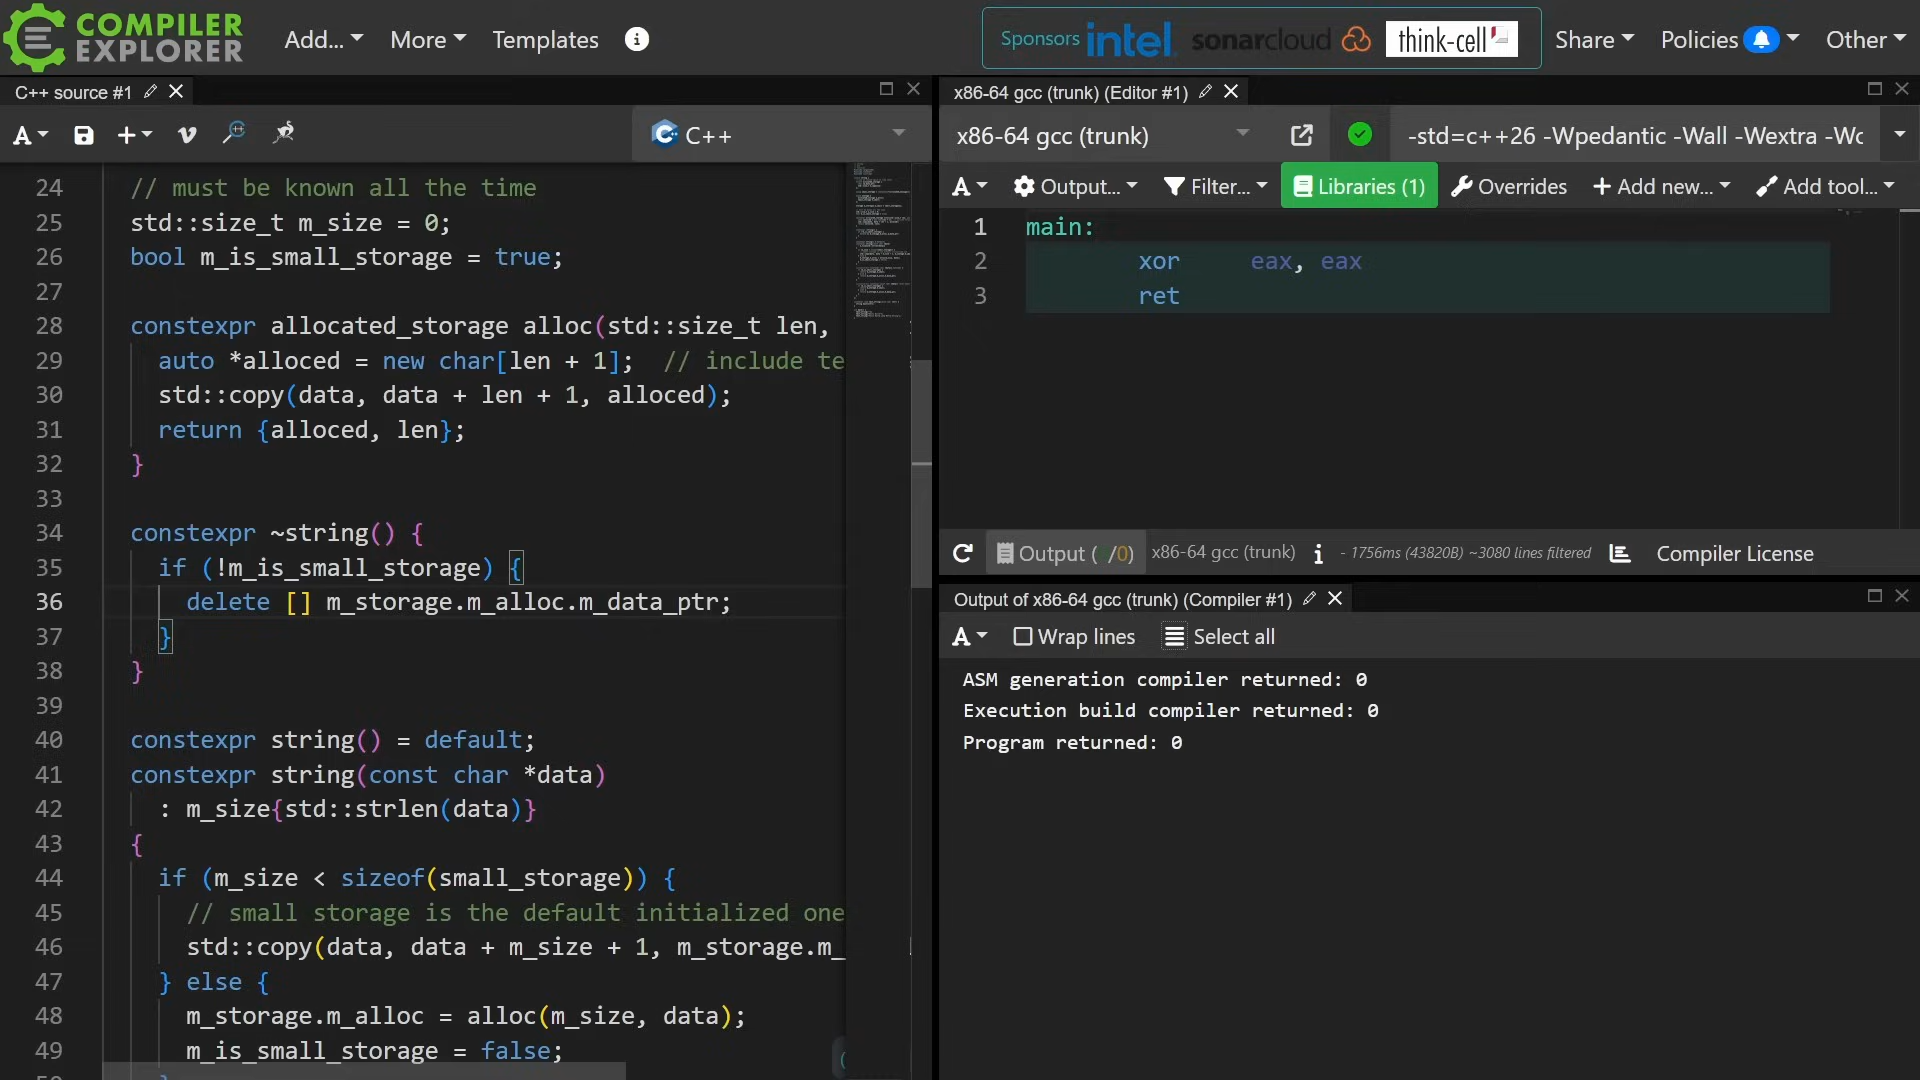 COMPILER EXPLORER
Add...
More
Templates
Sponsors intel. sonarcloud think-cell
Share
Policies
Other
C++ source #1
A
C++
24 // must be known all the time
25 std::size_t m_size = 0;
26 bool m_is_small_storage = true;
27
28 constexpr allocated_storage alloc(std::size_t len,
29 auto *alloced = new char[len + 1]; // include te
30 std::copy(data, data + len + 1, alloced);
31 return {alloced, len};
32 }
33
34 constexpr ~string() {
35 if (!m_is_small_storage) {
36 delete [] m_storage.m_alloc.m_data_ptr;
37 }
38 }
39
40 constexpr string() = default;
41 constexpr string(const char *data)
42 : m_size{std::strlen(data)}
43 {
44 if (m_size < sizeof(small_storage)) {
45 // small storage is the default initialized one
46 std::copy(data, data + m_size + 1, m_storage.m_
47 } else {
48 m_storage.m_alloc = alloc(m_size, data);
49 m_is_small_storage = false;
x86-64 gcc (trunk) (Editor #1)
x86-64 gcc (trunk)
-std=c++26 -Wpedantic -Wall -Wextra -Wc
A
Output...
Filter...
Libraries (1)
Overrides
+ Add new...
Add tool...
1 main:
2 xor eax, eax
3 ret
Output ( /0)
x86-64 gcc (trunk)
i
- 1756ms (43820B) ~3080 lines filtered
Compiler License
Output of x86-64 gcc (trunk) (Compiler #1)
A
Wrap lines
Select all
ASM generation compiler returned: 0
Execution build compiler returned: 0
Program returned: 0